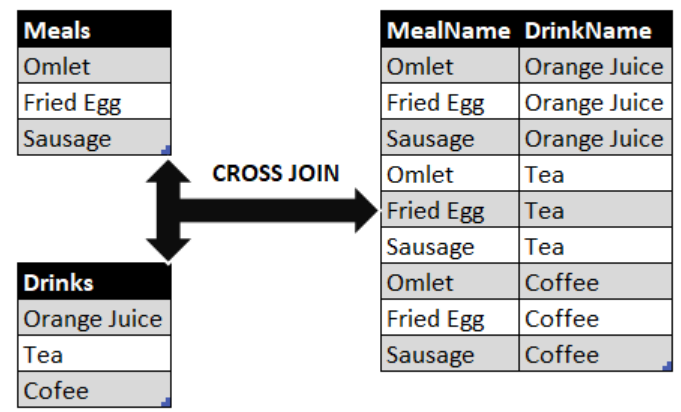 Meals
Omlet
Fried Egg
Sausage
CROSS JOIN
Drinks
Orange Juice
Tea
Cofee
MealName DrinkName
Omlet Orange Juice
Fried Egg Orange Juice
Sausage Orange Juice
Omlet Tea
Fried Egg Tea
Sausage Tea
Omlet Coffee
Fried Egg Coffee
Sausage Coffee